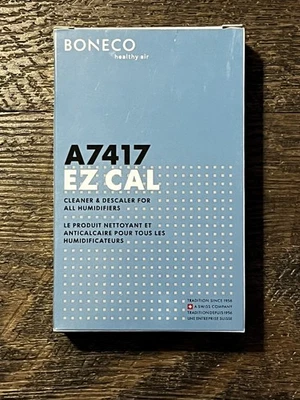 BONECO
healthy air
A7417
EZ CAL
CLEANER & DESCALER FOR
ALL HUMIDIFIERS
LE PRODUIT NETTOYANT ET
ANTICALCAIRE POUR TOUS LES
HUMIDIFICATEURS
TRADITION SINCE 1956
A SWISS COMPANY
TRADITION DEPUIS 1956
UNE ENTREPRISE SUISSE